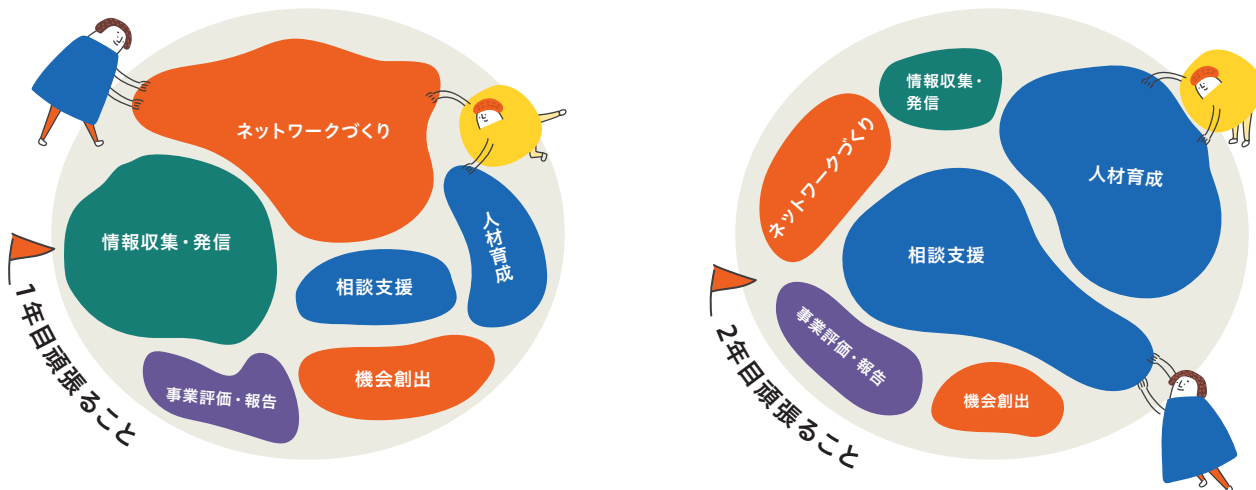 ネットワークづくり
情報収集・発信
人材育成
相談支援
機会創出
事業評価・報告
1年目頑張ること
情報収集・
発信
ネットワークづくり
人材育成
相談支援
事業評価・報告
機会創出
2年目頑張ること